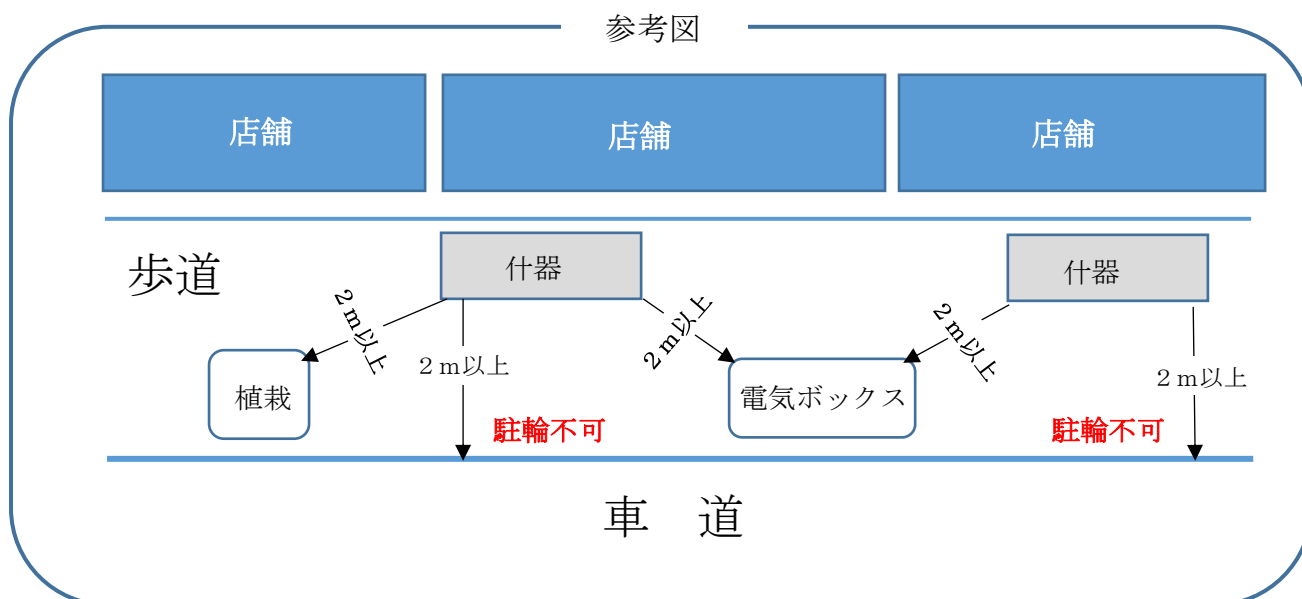 参考図
店舗
店舗
店舗
歩道
什器
什器
２ｍ以上
２ｍ以上
２ｍ以上
２ｍ以上
２ｍ以上
植栽
電気ボックス
駐輪不可
駐輪不可
車　道